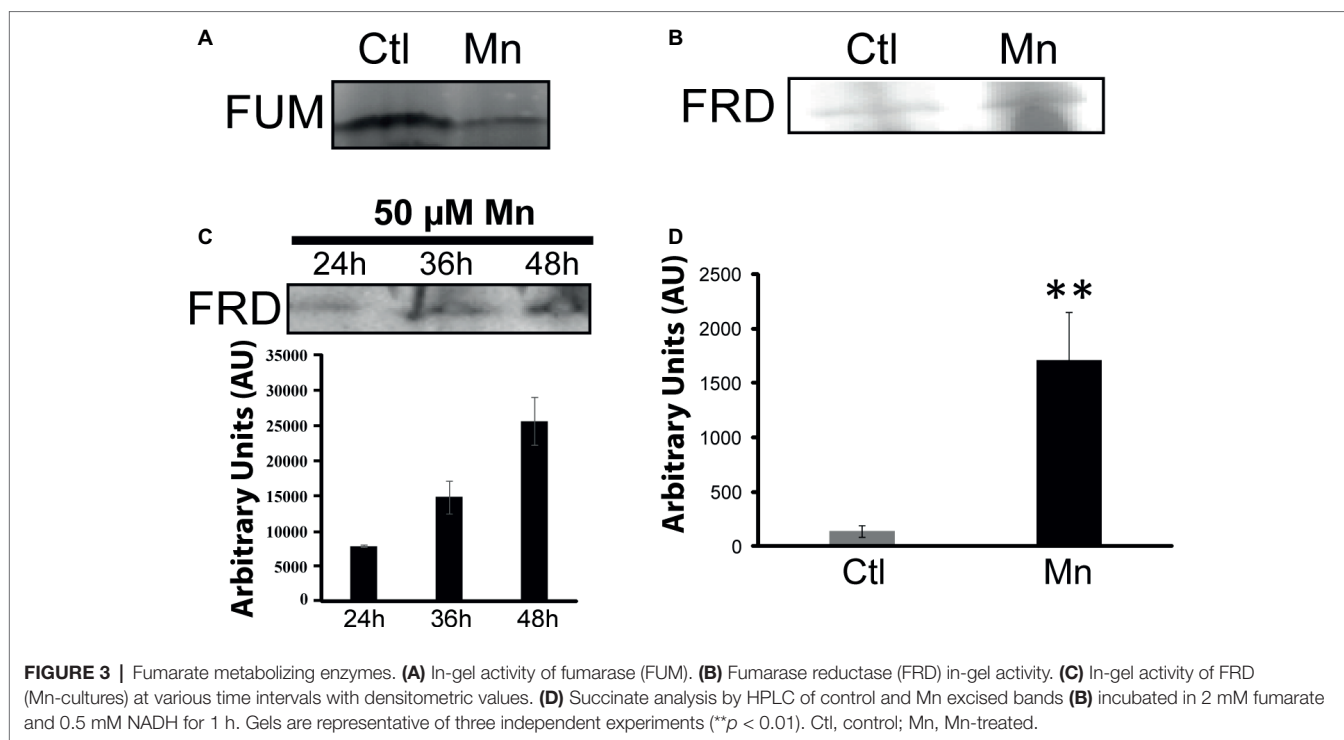 A
Ctl Mn
FUM
B
Ctl Mn
FRD
C
50 µM Mn
24h 36h 48h
FRD
Arbitrary Units (AU)
35000
30000
25000
20000
15000
10000
5000
0
24h 36h 48h
D
Arbitrary Units (AU)
2500
2000
1500
1000
500
0
**
Ctl Mn
FIGURE 3 | Fumarate metabolizing enzymes. (A) In-gel activity of fumarase (FUM). (B) Fumarase reductase (FRD) in-gel activity. (C) In-gel activity of FRD
(Mn-cultures) at various time intervals with densitometric values. (D) Succinate analysis by HPLC of control and Mn excised bands (B) incubated in 2 mM fumarate
and 0.5 mM NADH for 1 h. Gels are representative of three independent experiments (**p < 0.01). Ctl, control; Mn, Mn-treated.